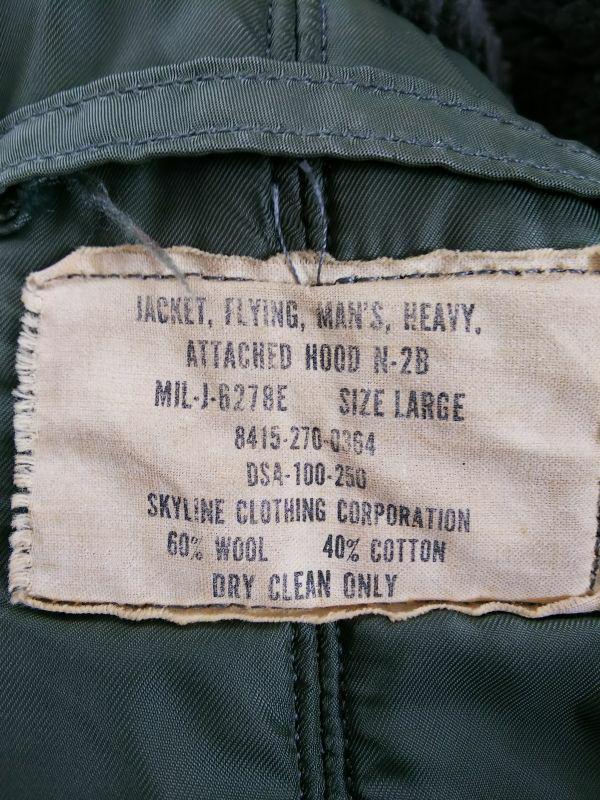 JACKET, FLYING, MAN'S, HEAVY,
ATTACHED HOOD N-2B
MIL-J-6278E SIZE LARGE
8415-270-0364
DSA-100-250
SKYLINE CLOTHING CORPORATION
60% WOOL 40% COTTON
DRY CLEAN ONLY